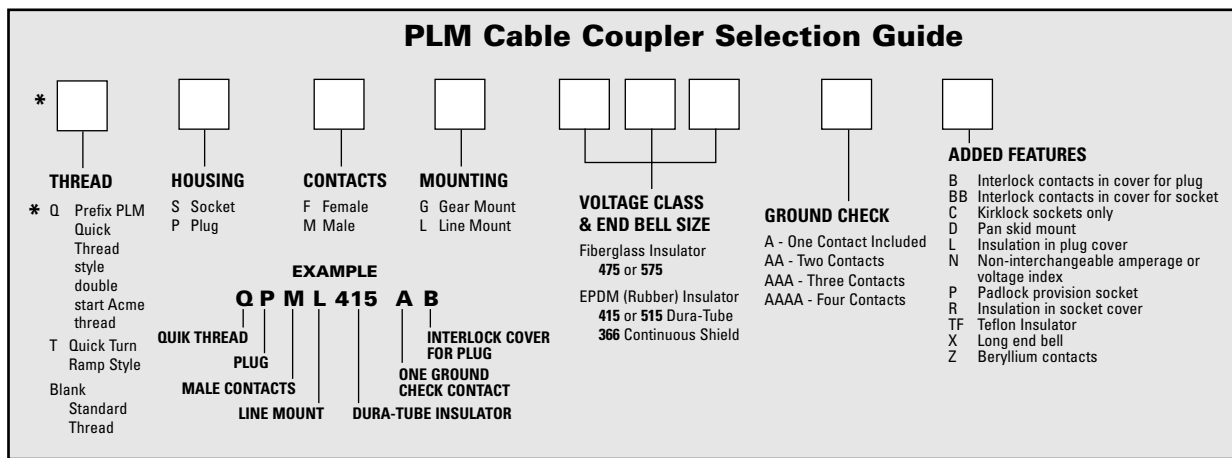 PLM Cable Coupler Selection Guide
*
THREAD
* Q Prefix PLM
Quick
Thread
style
double
start Acme
thread
T Quick Turn
Ramp Style
Blank
Standard
Thread
HOUSING
S Socket
P Plug
CONTACTS
F Female
M Male
MOUNTING
G Gear Mount
L Line Mount
EXAMPLE
Q P M L 415 A B
QUIK THREAD
PLUG
MALE CONTACTS
LINE MOUNT
DURA-TUBE INSULATOR
ONE GROUND
CHECK CONTACT
INTERLOCK COVER
FOR PLUG
VOLTAGE CLASS
& END BELL SIZE
Fiberglass Insulator
475 or 575
EPDM (Rubber) Insulator
415 or 515 Dura-Tube
366 Continuous Shield
GROUND CHECK
A - One Contact Included
AA - Two Contacts
AAA - Three Contacts
AAAA - Four Contacts
ADDED FEATURES
B Interlock contacts in cover for plug
BB Interlock contacts in cover for socket
C Kirklock sockets only
D Pan skid mount
L Insulation in plug cover
N Non-interchangeable amperage or
voltage index
P Padlock provision socket
R Insulation in socket cover
TF Teflon Insulator
X Long end bell
Z Beryllium contacts